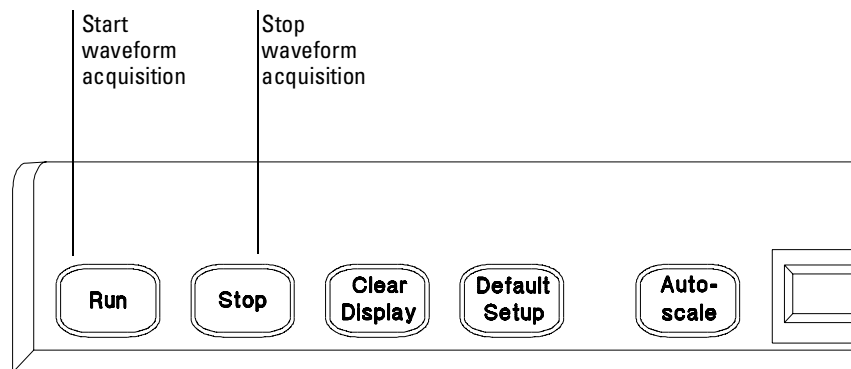 Start
waveform
acquisition
Stop
waveform
acquisition
Run
Stop
Clear
Display
Default
Setup
Auto-
scale